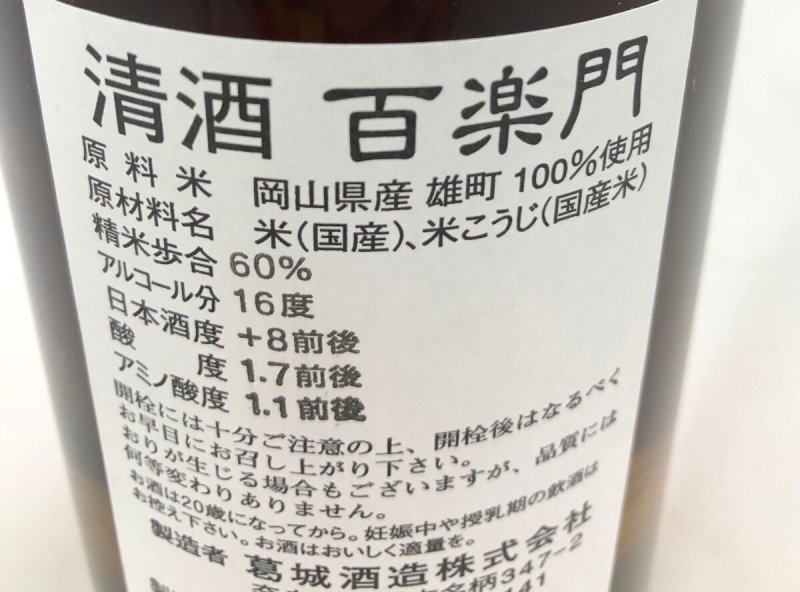 清酒 百楽門
原料米 岡山県産 雄町 100%使用
原材料名 米(国産)、米こうじ(国産米)
精米歩合 60%
アルコール分 16度
日本酒度 +8前後
酸度 1.7前後
アミノ酸度 1.1前後
開栓には十分ご注意の上、開栓後はなるべく
お早目にお召し上がり下さい。
おりが生じる場合もございますが、品質には
何等変わりありません。
お酒は20歳になってから。妊娠中や授乳期の飲酒は
お控え下さい。お酒はおいしく適量を。
製造者 葛城酒造株式会社
名柄347-2
141